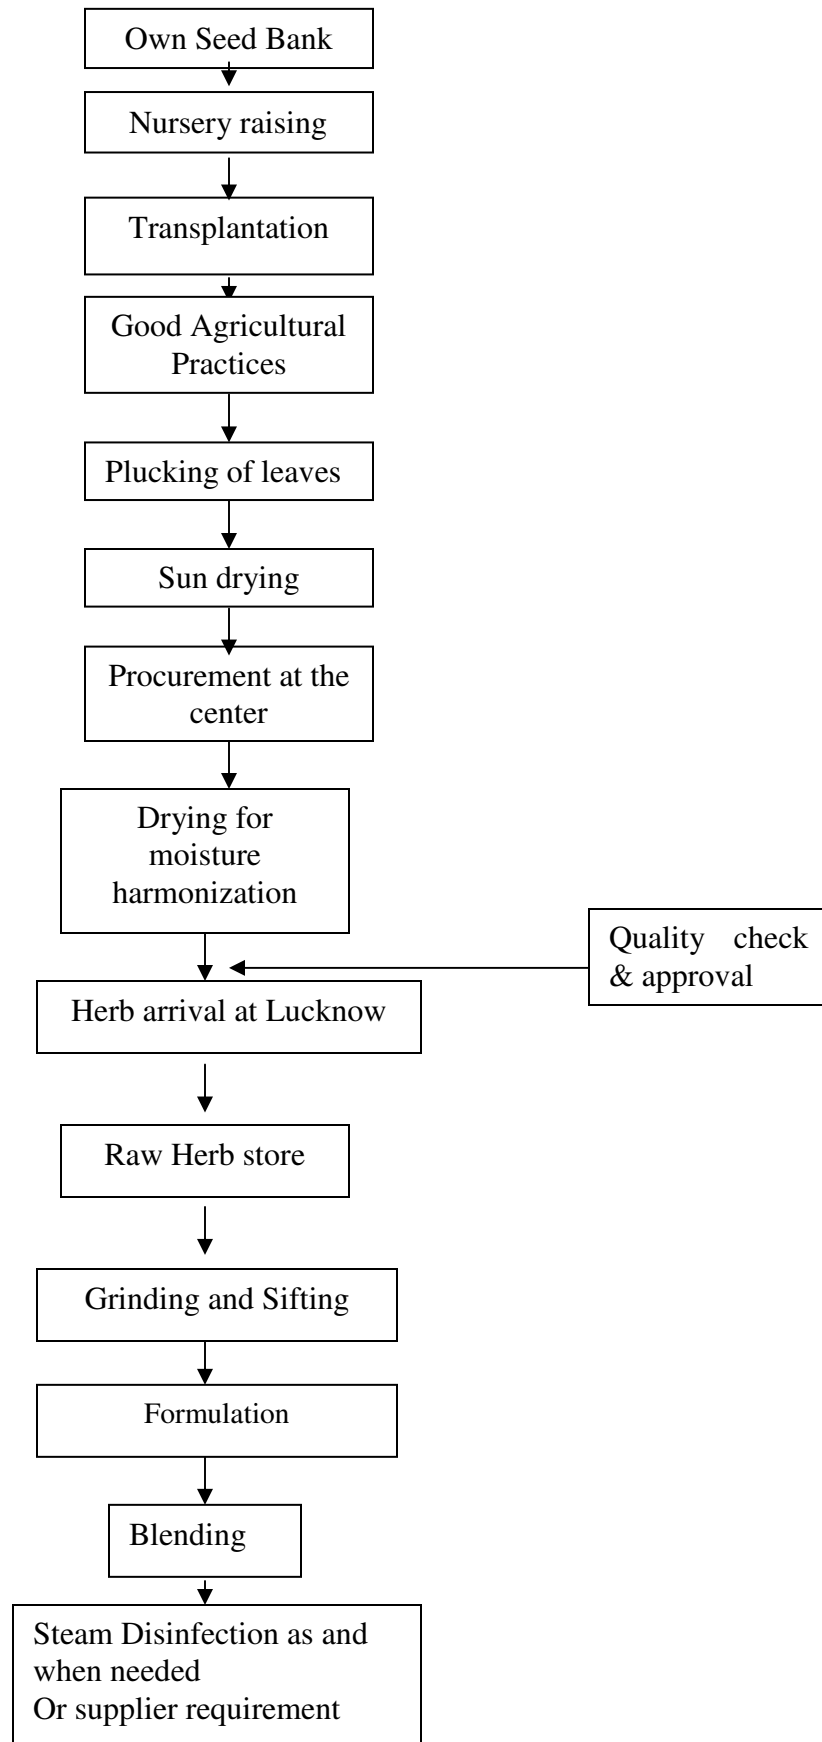 Own Seed Bank
Nursery raising
Transplantation
Good Agricultural
Practices
Plucking of leaves
Sun drying
Procurement at the
center
Drying for
moisture
harmonization
Quality check
& approval
Herb arrival at Lucknow
Raw Herb store
Grinding and Sifting
Formulation
Blending
Steam Disinfection as and
when needed
Or supplier requirement